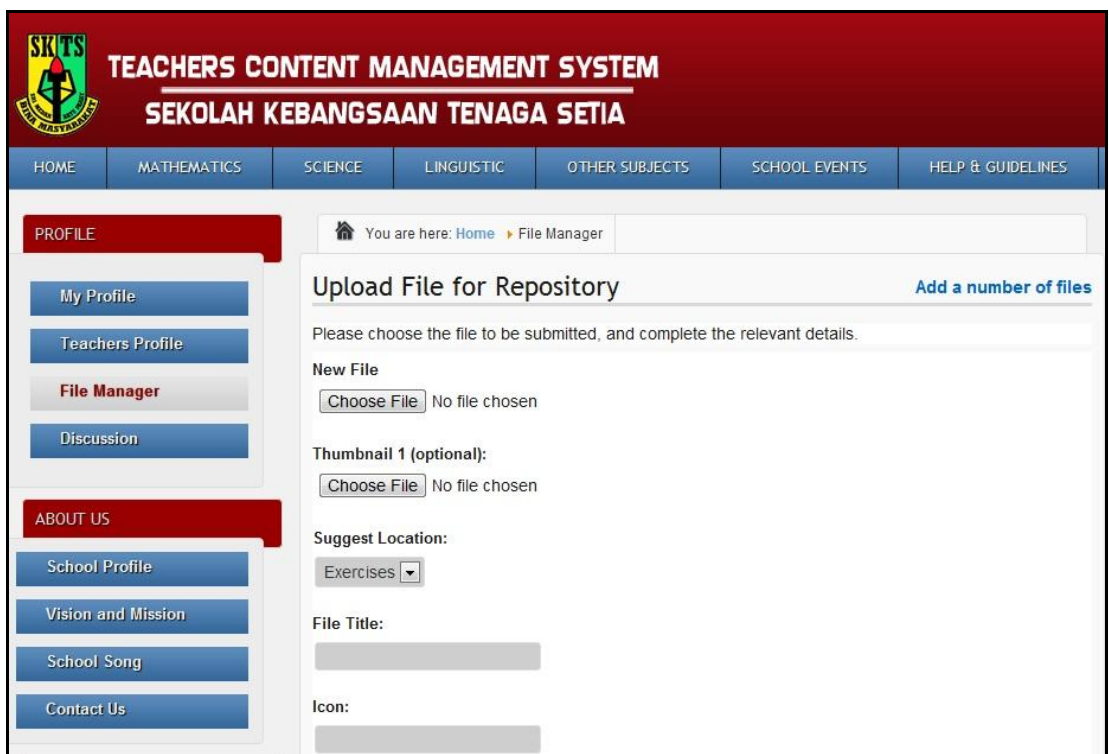 SK TS
TEACHERS CONTENT MANAGEMENT SYSTEM
SEKOLAH KEBANGSAAN TENAGA SETIA
HOME MATHEMATICS SCIENCE LINGUISTIC OTHER SUBJECTS SCHOOL EVENTS HELP & GUIDELINES
PROFILE
My Profile
Teachers Profile
File Manager
Discussion
ABOUT US
School Profile
Vision and Mission
School Song
Contact Us
You are here: Home File Manager
Upload File for Repository
Add a number of files
Please choose the file to be submitted, and complete the relevant details.
New File
Choose File No file chosen
Thumbnail 1 (optional):
Choose File No file chosen
Suggest Location:
Exercises
File Title:
Icon: